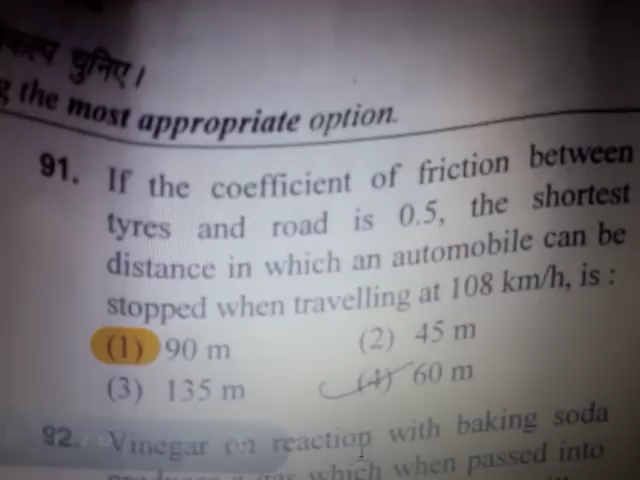 विकल्प चुनिए।
the most appropriate option.
91. If the coefficient of friction between
tyres and road is 0.5, the shortest
distance in which an automobile can be
stopped when travelling at 108 km/h, is :
(1) 90 m (2) 45 m
(3) 135 m (4) 60 m
92. Vinegar on reaction with baking soda
which when passed into